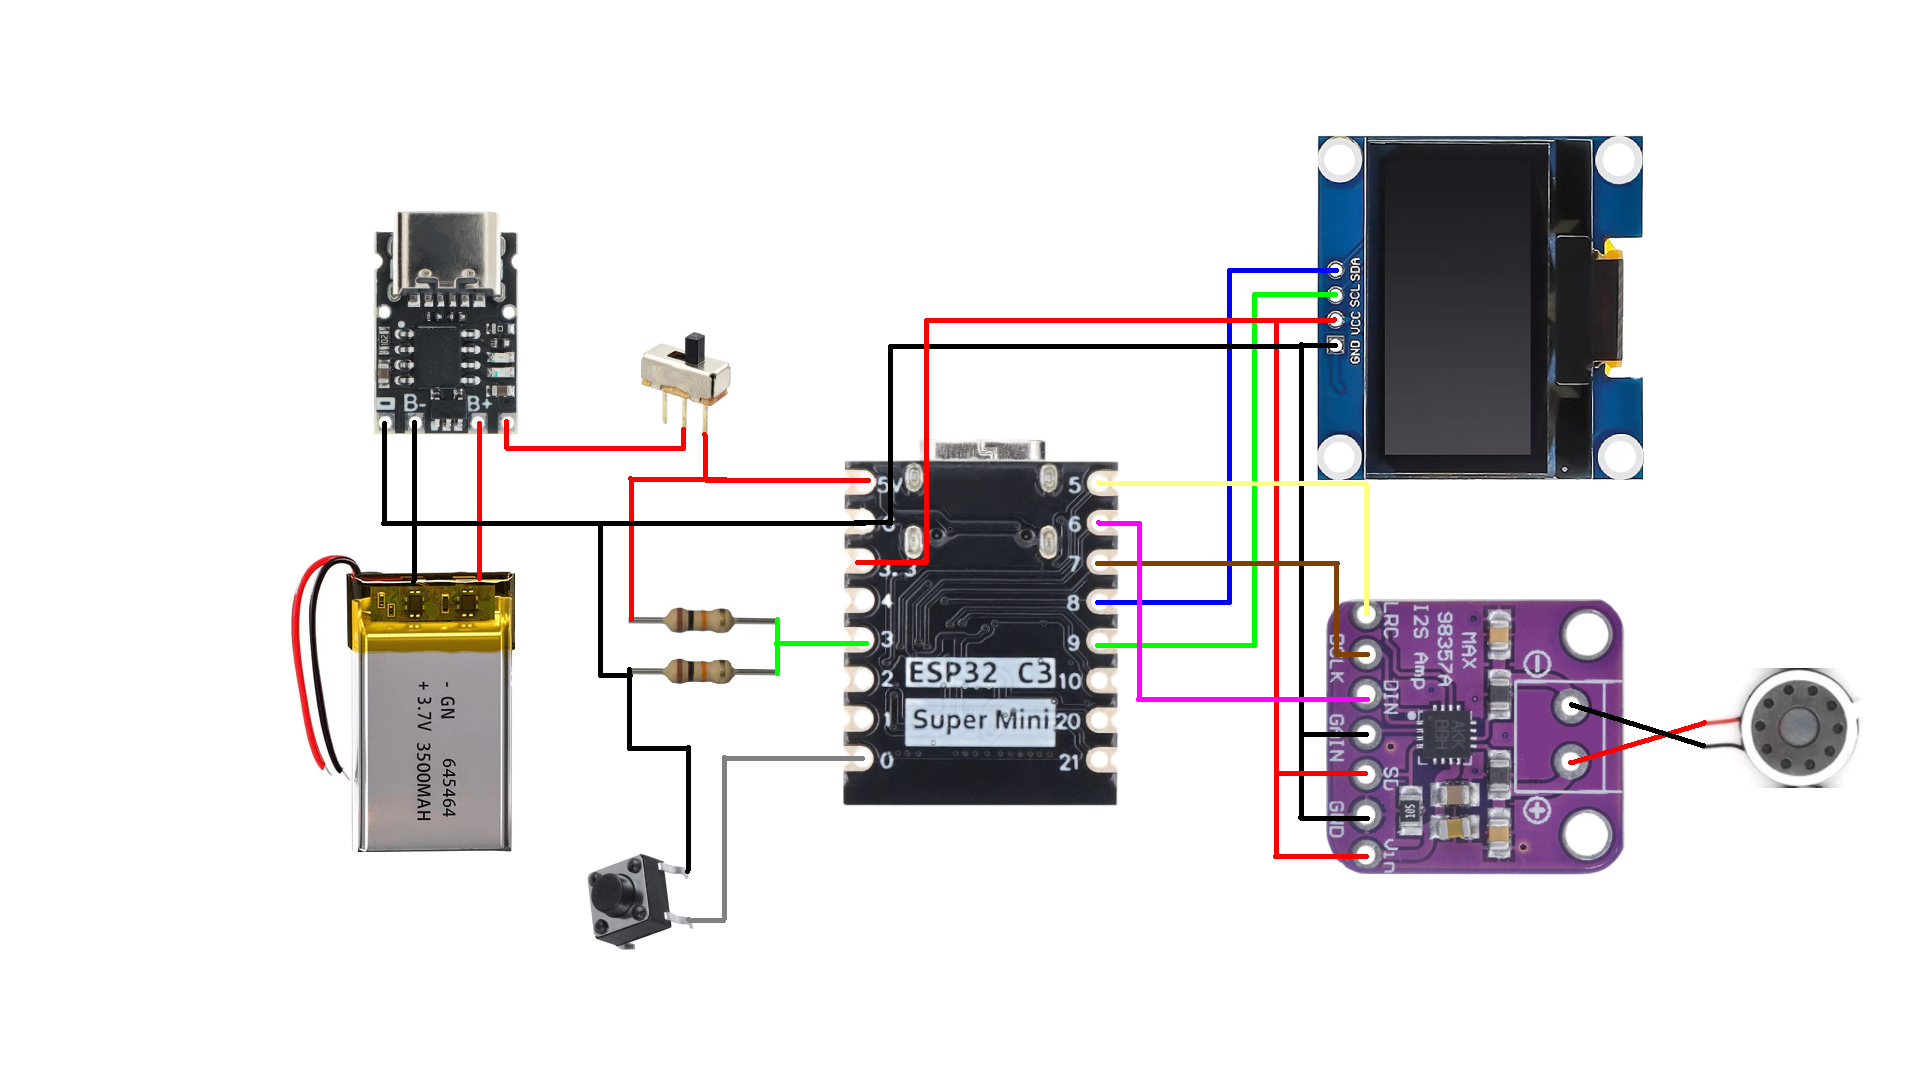 B-
B+
- GN 645464
+ 3.7V 3500MAH
5V
G
3.3
4
3
2
1
0
5
6
7
8
9
10
20
21
ESP32 C3
Super Mini
SDA
SCL
VCC
GND
LRC
BCLK
DIN
GAIN
SD
GND
Vin
MAX
98357A
I2S Amp
105